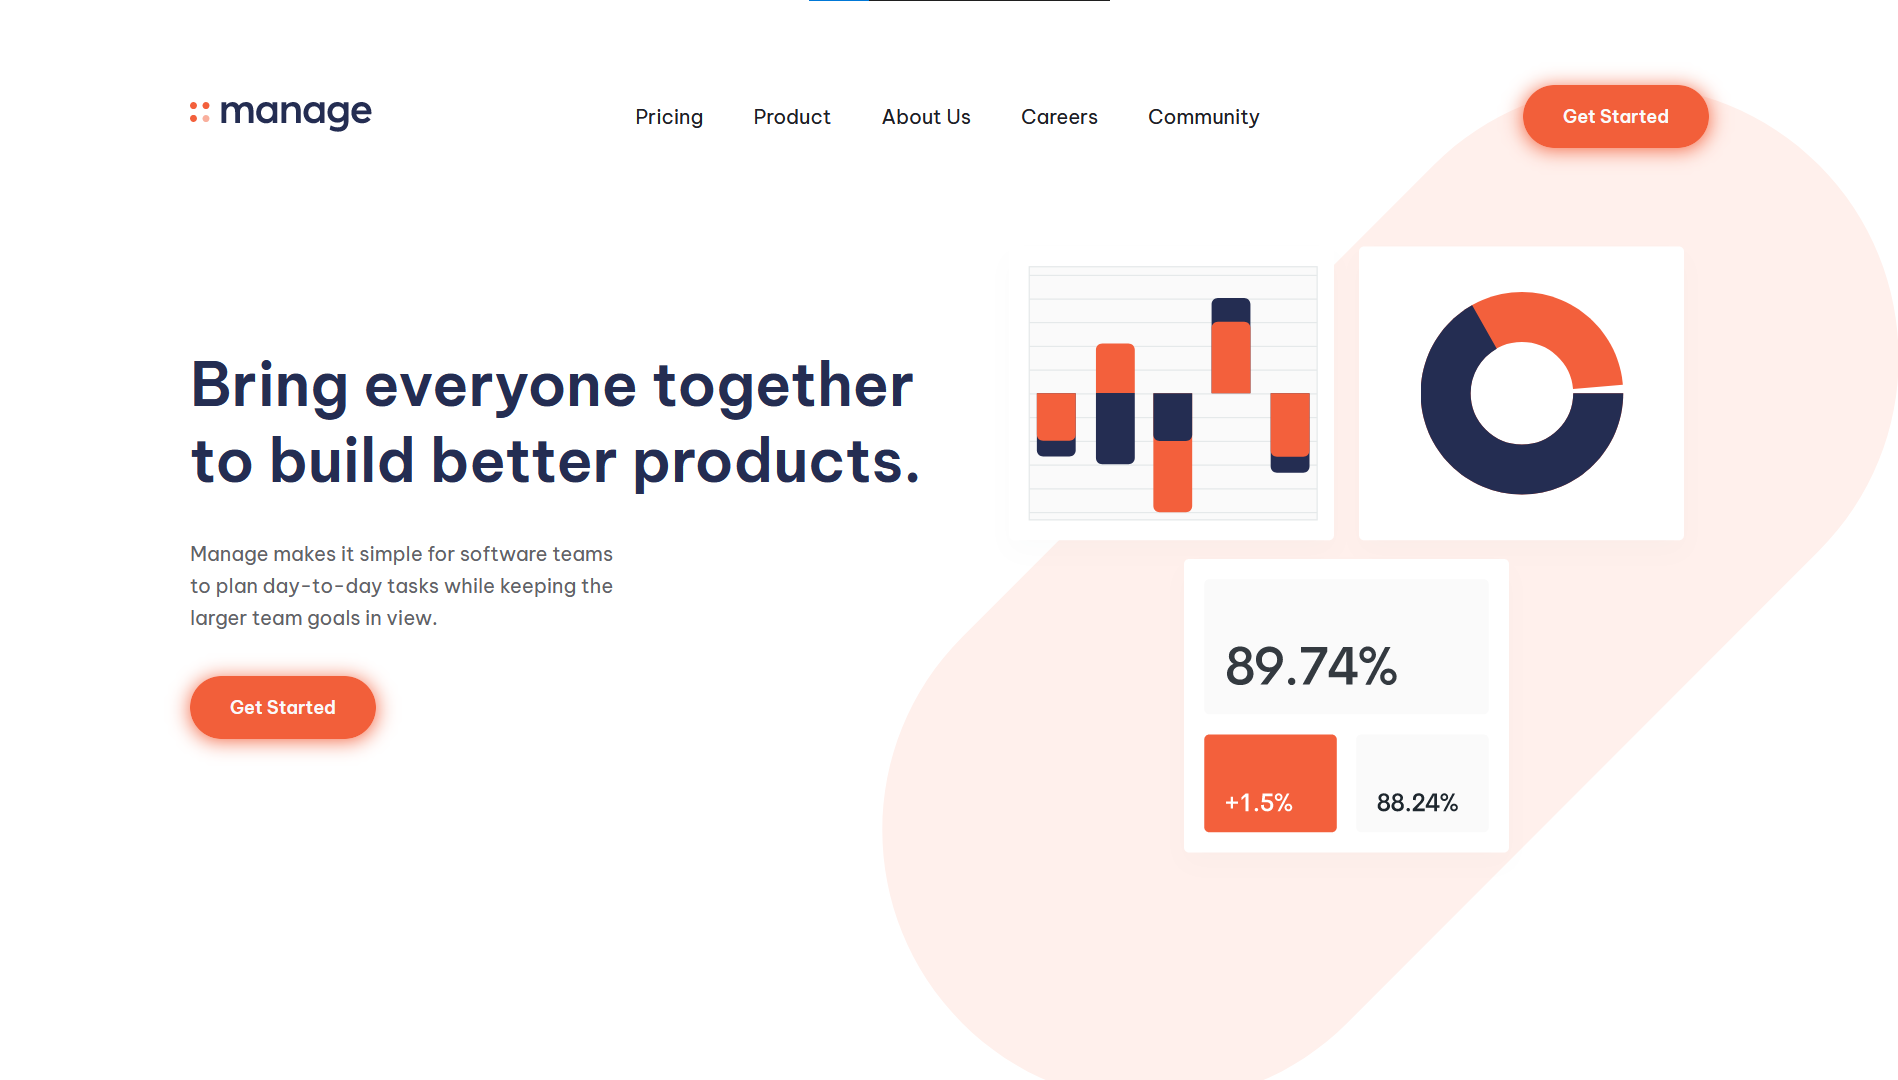 manage
Pricing
Product
About Us
Careers
Community
Get Started
Bring everyone together
to build better products.
Manage makes it simple for software teams
to plan day-to-day tasks while keeping the
larger team goals in view.
Get Started
89.74%
+1.5%
88.24%